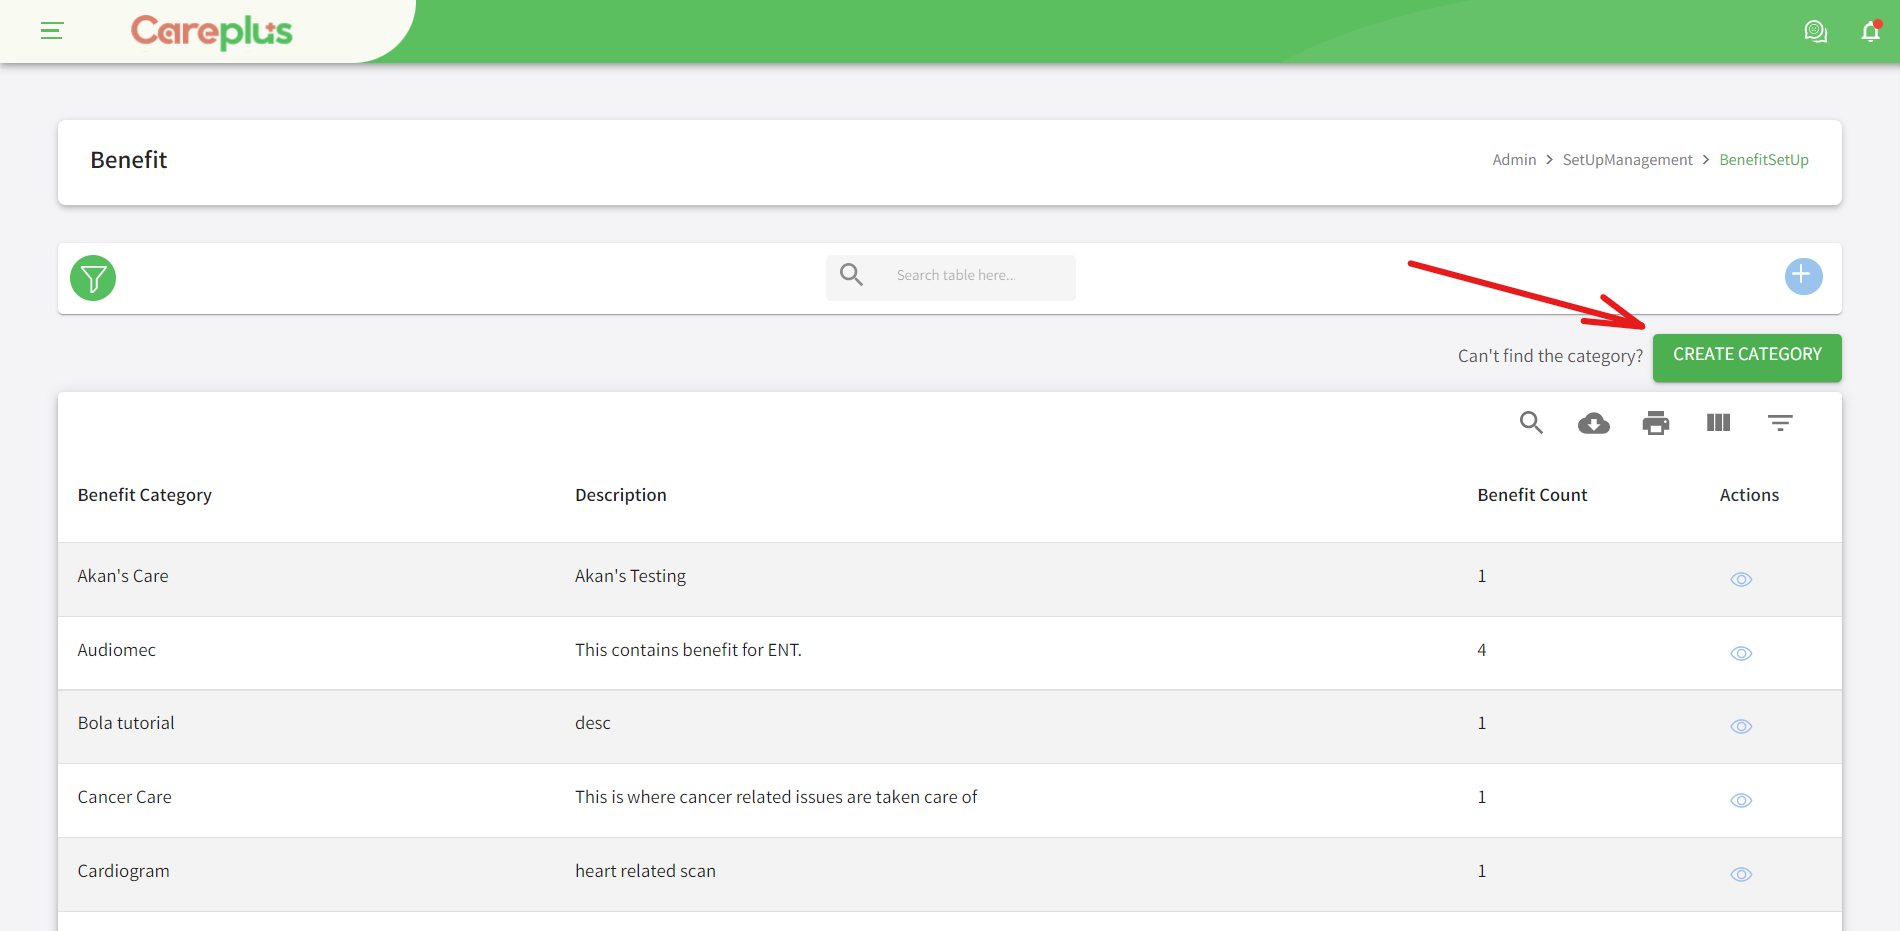 Careplus
Benefit
Admin > SetUpManagement > BenefitSetUp
Search table here...
Can't find the category? CREATE CATEGORY
Benefit Category Description Benefit Count Actions
Akan's Care Akan's Testing 1
Audiomec This contains benefit for ENT. 4
Bola tutorial desc 1
Cancer Care This is where cancer related issues are taken care of 1
Cardiogram heart related scan 1